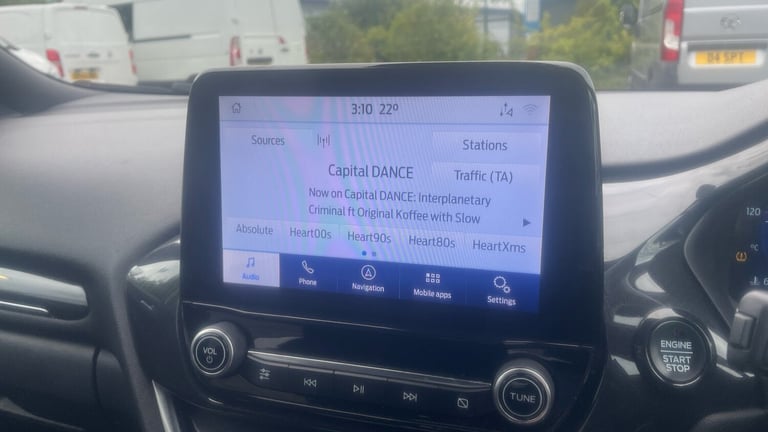 D4 SPT
3:10 22º
Sources
Stations
Capital DANCE
Traffic (TA)
Now on Capital DANCE: Interplanetary
Criminal ft Original Koffee with Slow
Absolute Heart00s Heart90s Heart80s HeartXms
Audio Phone Navigation Mobile apps Settings
VOL
TUNE
ENGINE
START
STOP
120
°C